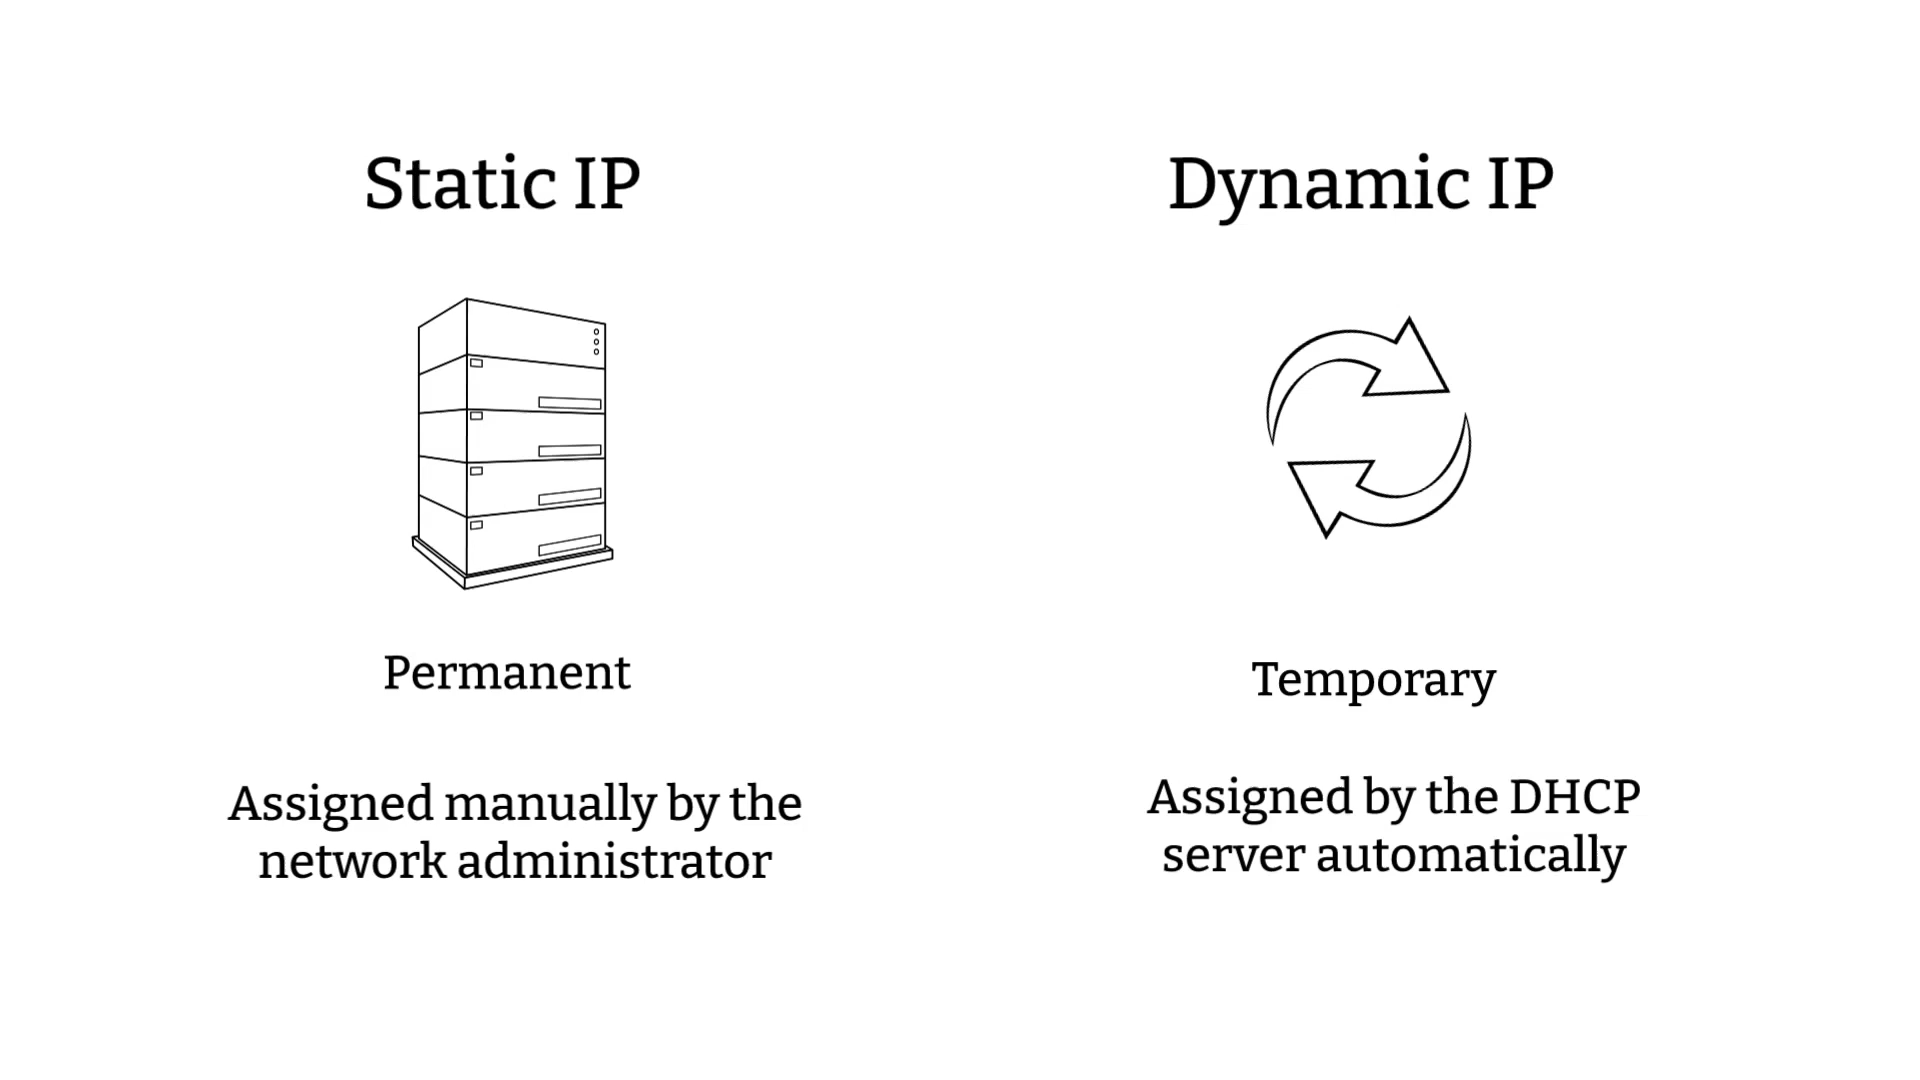 Static IP
Permanent
Assigned manually by the
network administrator
Dynamic IP
Temporary
Assigned by the DHCP
server automatically